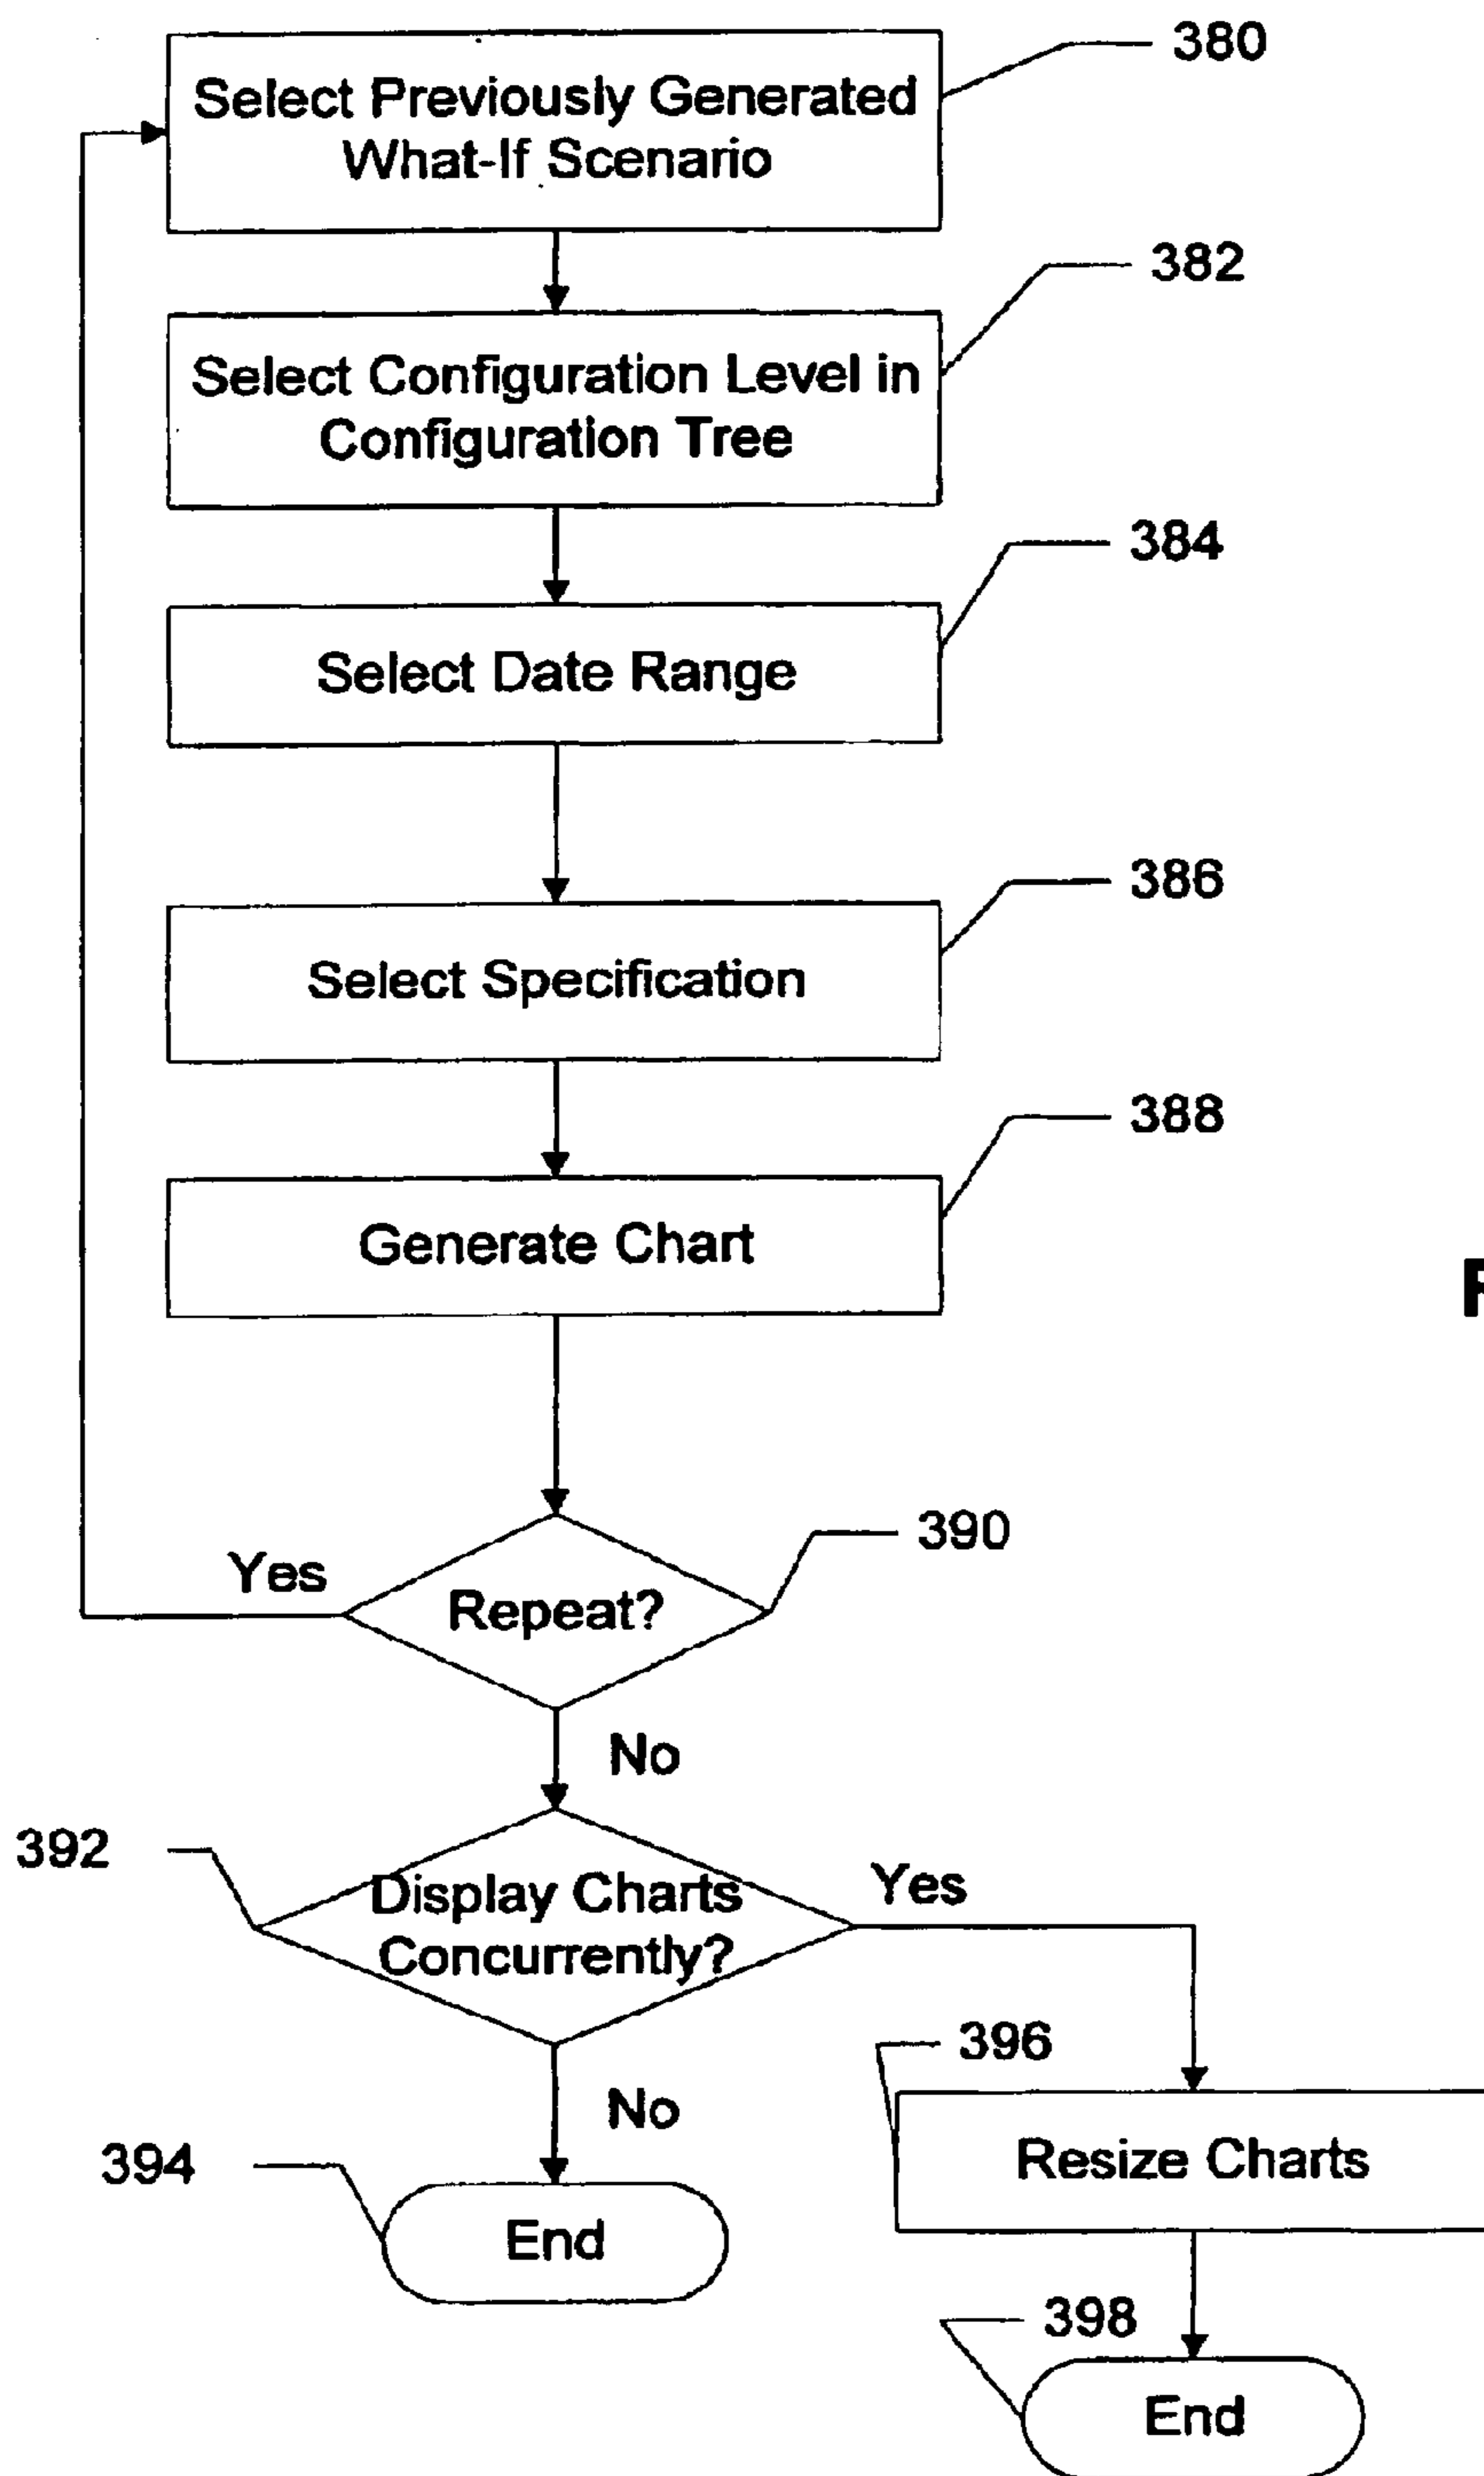 380
Select Previously Generated
What-If Scenario
382
Select Configuration Level in
Configuration Tree
384
Select Date Range
386
Select Specification
388
Generate Chart
390
Yes
Repeat?
No
392
Display Charts
Concurrently?
Yes
396
No
Resize Charts
394
End
398
End